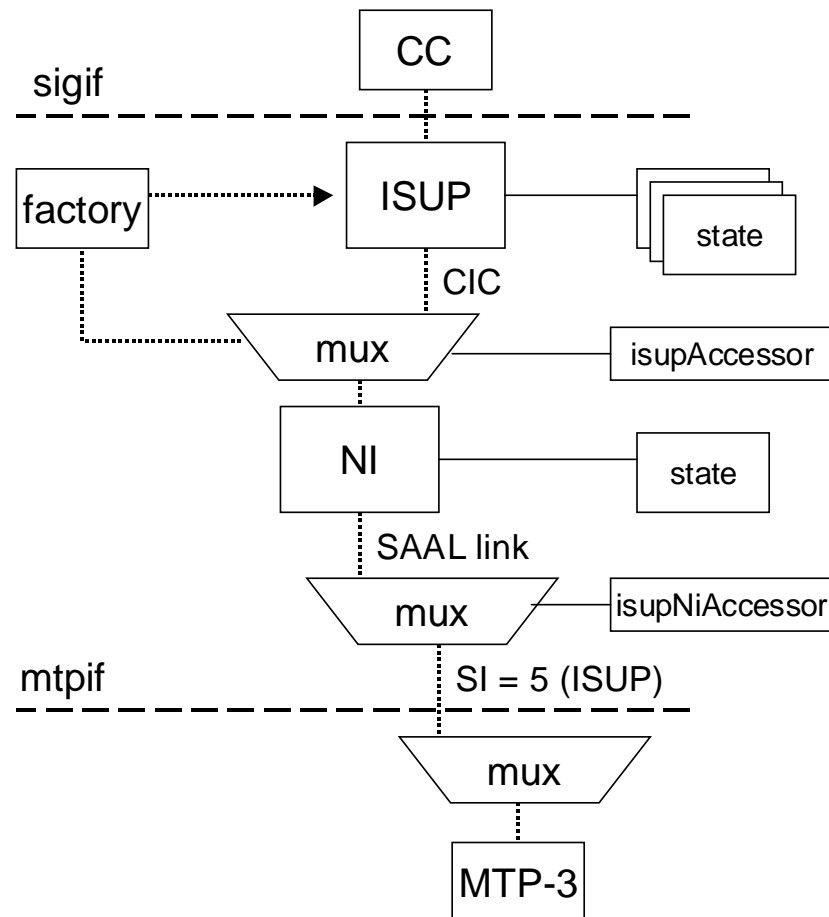 CC
sigif
factory
ISUP
state
CIC
mux
isupAccessor
NI
state
SAAL link
mux
isupNiAccessor
mtpif
SI = 5 (ISUP)
mux
MTP-3